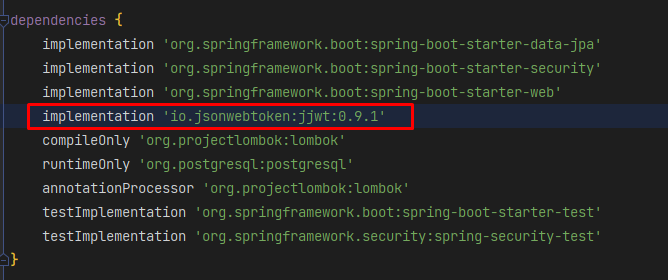 dependencies {
implementation 'org.springframework.boot:spring-boot-starter-data-jpa'
implementation 'org.springframework.boot:spring-boot-starter-security'
implementation 'org.springframework.boot:spring-boot-starter-web'
implementation 'io.jsonwebtoken:jjwt:0.9.1'
compileOnly 'org.projectlombok:lombok'
runtimeOnly 'org.postgresql:postgresql'
annotationProcessor 'org.projectlombok:lombok'
testImplementation 'org.springframework.boot:spring-boot-starter-test'
testImplementation 'org.springframework.security:spring-security-test'
}